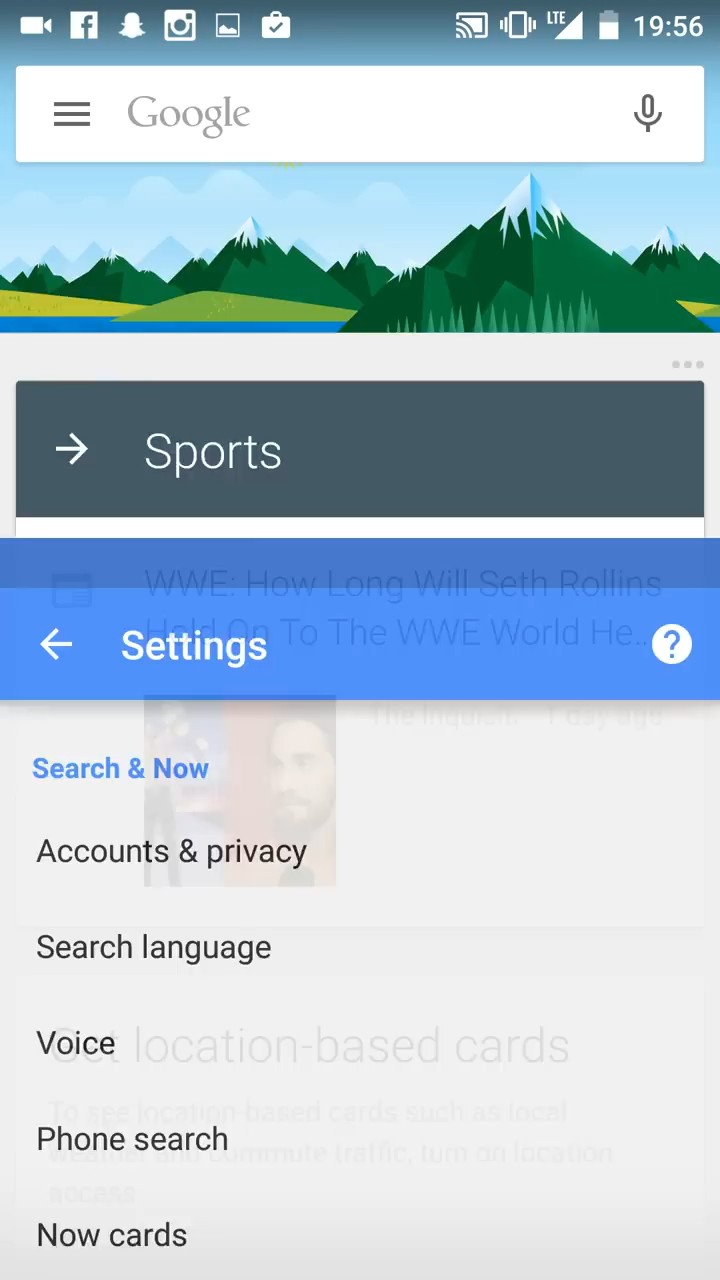 LTE 19:56
Google
Sports
WWE: How Long Will Seth Rollins
Hold On To The WWE World He...
Settings
The Inquisit. 1 day ago
Search & Now
Accounts & privacy
Search language
Get location-based cards
Voice
To see location-based cards such as local
Phone search
weather and commute traffic, turn on location
access
Now cards